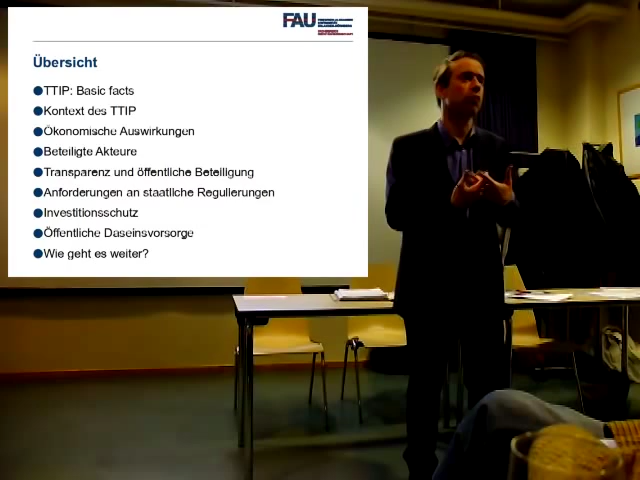 FAU
Übersicht
TTIP: Basic facts
Kontext des TTIP
Ökonomische Auswirkungen
Beteiligte Akteure
Transparenz und öffentliche Beteiligung
Anforderungen an staatliche Regulierungen
Investitionsschutz
Öffentliche Daseinsvorsorge
Wie geht es weiter?